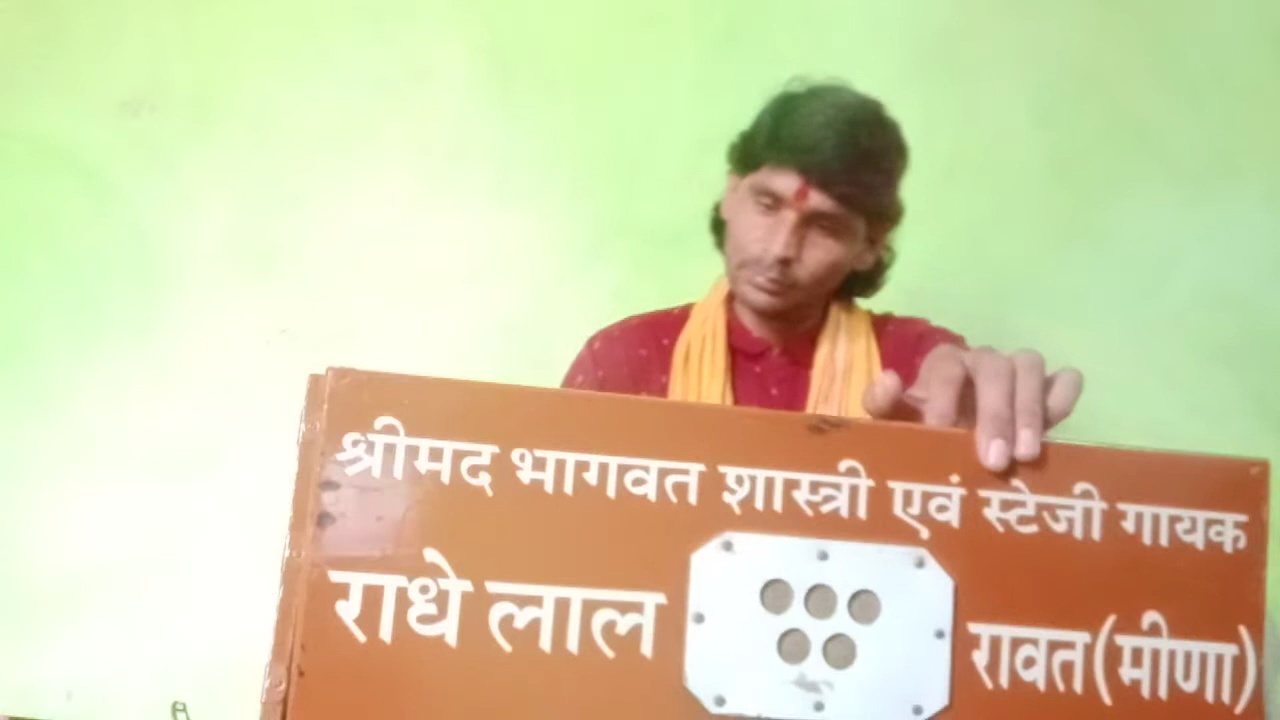 श्रीमद भागवत शास्त्री एवं स्टेजी गायक
राधे लाल रावत (मीणा)